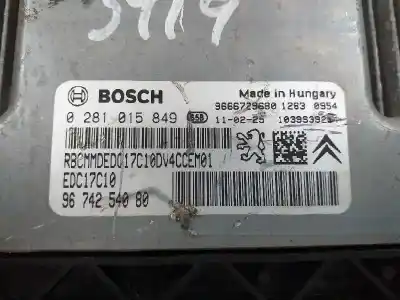 5419
BOSCH
Made in Hungary
9666729680 1283 0954
0 281 015 849 658 11-02-25
RBCMMDEDC17C10DV4CCEM01
EDC17C10
96 742 540 80